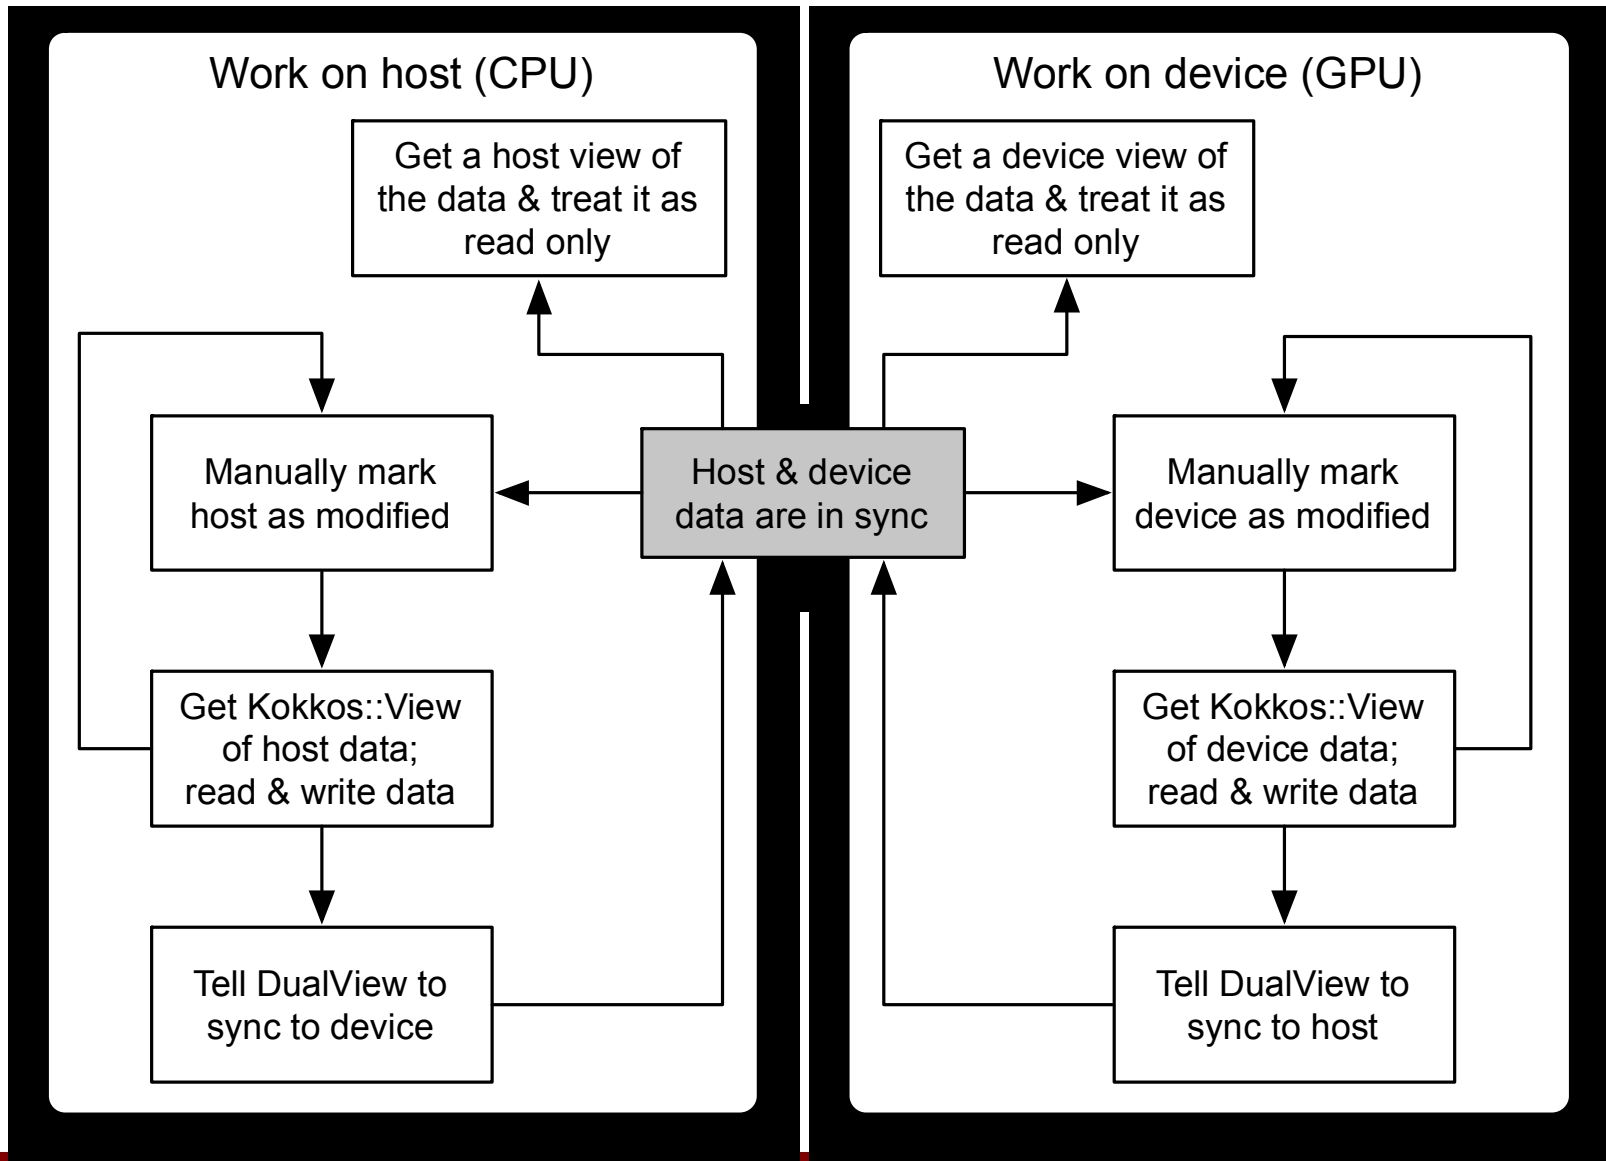 Work on host (CPU)
Get a host view of
the data & treat it as
read only
Manually mark
host as modified
Get Kokkos::View
of host data;
read & write data
Tell DualView to
sync to device
Host & device
data are in sync
Work on device (GPU)
Get a device view of
the data & treat it as
read only
Manually mark
device as modified
Get Kokkos::View
of device data;
read & write data
Tell DualView to
sync to host